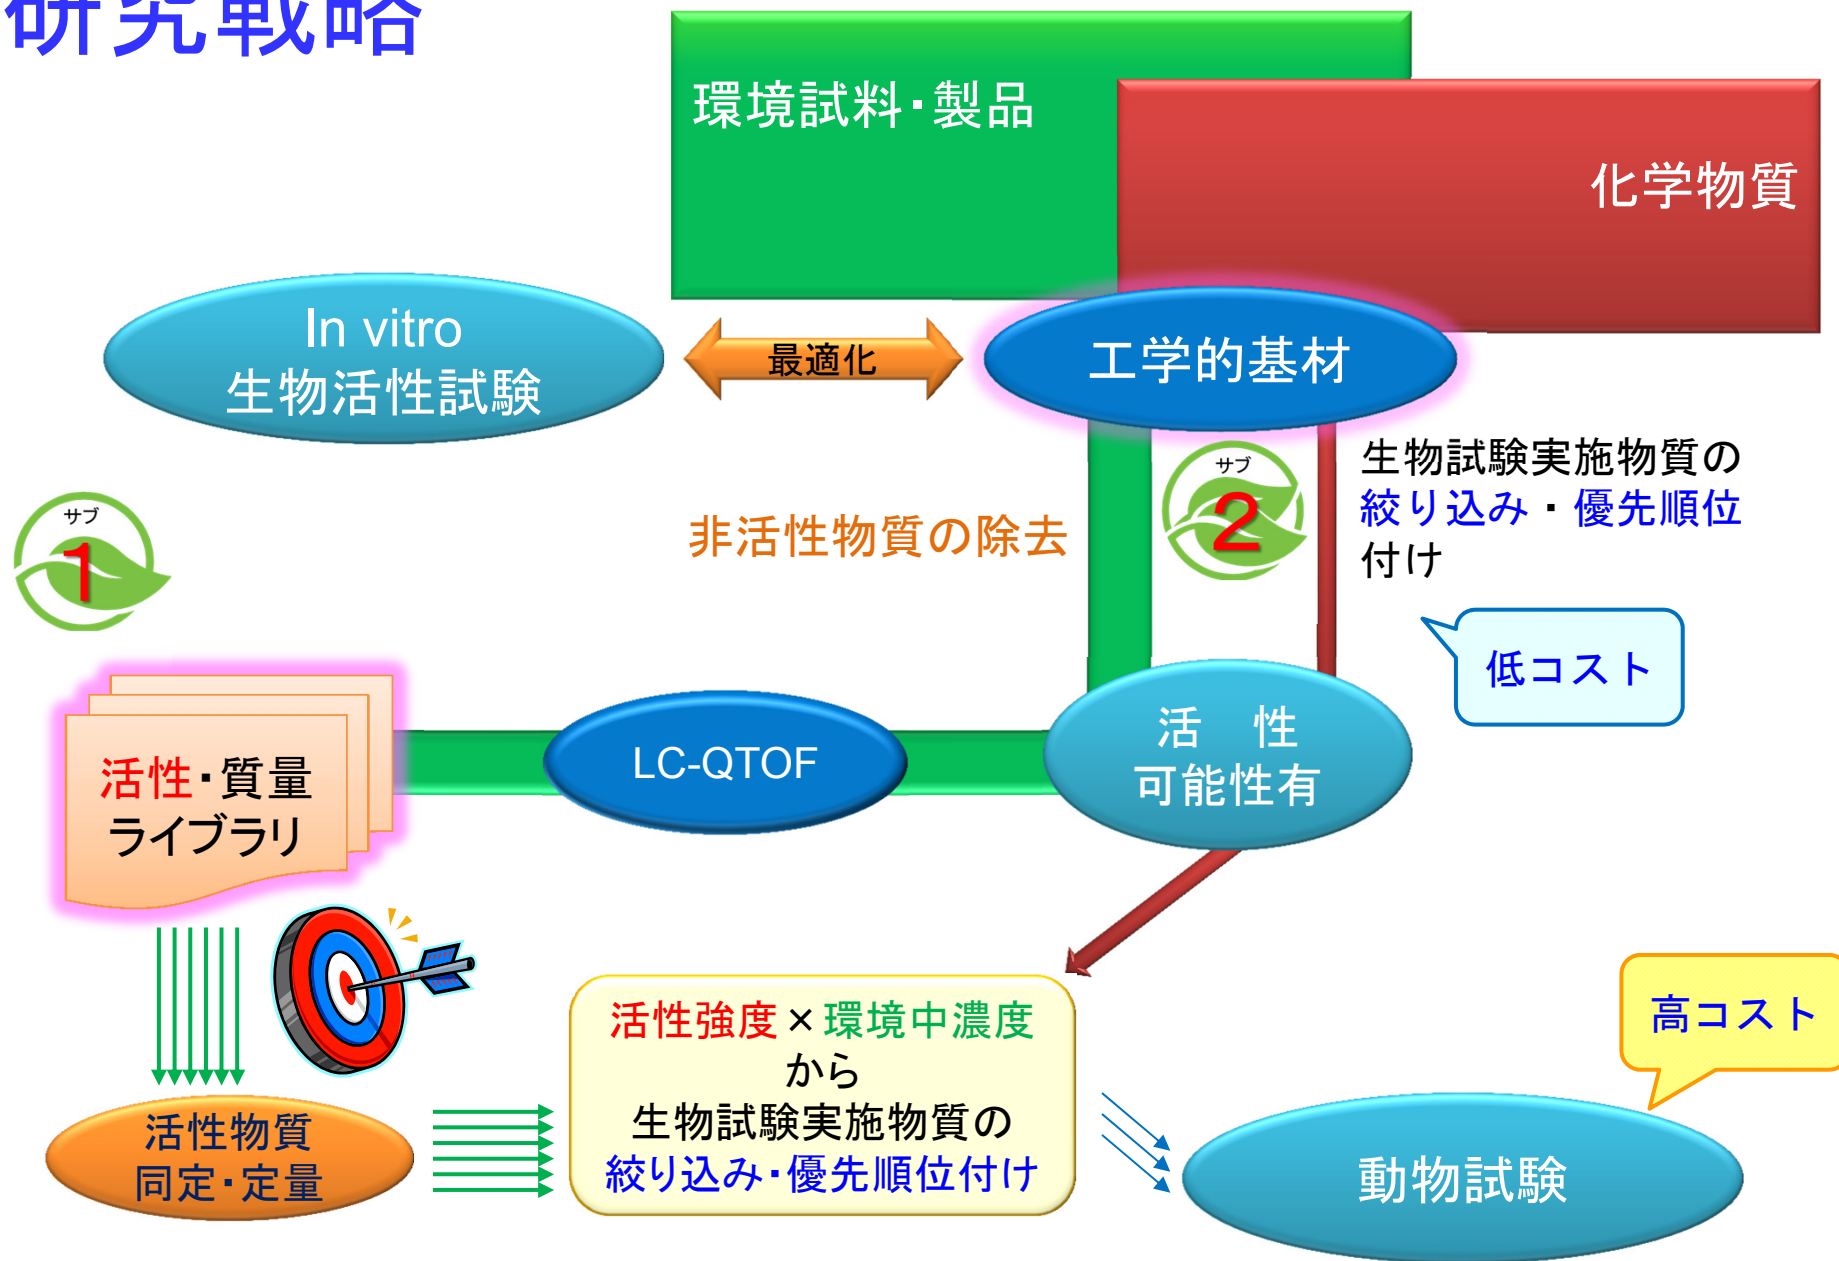 研究戦略
環境試料・製品
化学物質
In vitro
生物活性試験
最適化
工学的基材
サブ
2
生物試験実施物質の
絞り込み・優先順位
付け
非活性物質の除去
サブ
1
低コスト
活性・質量
ライブラリ
LC-QTOF
活 性
可能性有
活性強度×環境中濃度
から
生物試験実施物質の
絞り込み・優先順位付け
高コスト
活性物質
同定・定量
動物試験